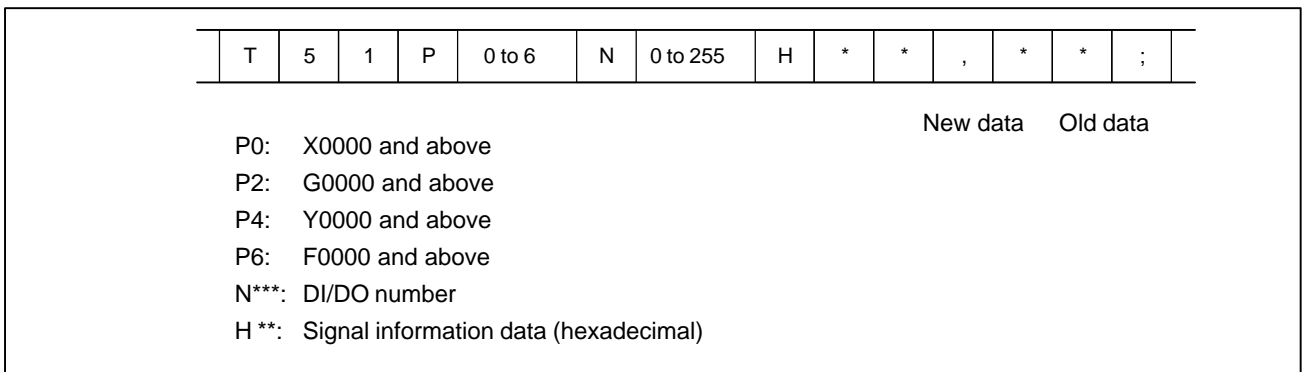 T 5 1 P 0 to 6 N 0 to 255 H * * , * * ;
New data Old data
P0: X0000 and above
P2: G0000 and above
P4: Y0000 and above
P6: F0000 and above
N***: DI/DO number
H **: Signal information data (hexadecimal)